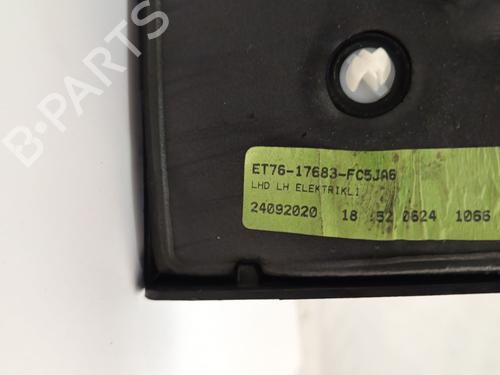 B-PARTS
ET76-17683-FC5JA6
LHD LH ELEKTRIKLI
24092020 18 52 0624 1066